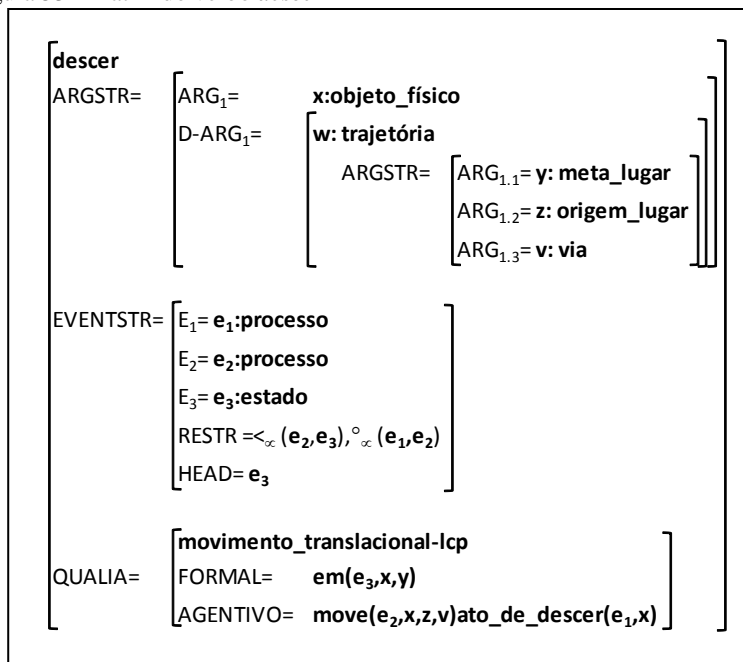 descer
ARGSTR= ARG₁= x:objeto_físico
D-ARG₁= w: trajetória
ARGSTR= ARG₁.₁= y: meta_lugar
ARG₁.₂= z: origem_lugar
ARG₁.₃= v: via
EVENTSTR= E₁= e₁:processo
E₂= e₂:processo
E₃= e₃:estado
RESTR =<∝ (e₂,e₃),°∝ (e₁,e₂)
HEAD= e₃
movimento_translacional-lcp
QUALIA= FORMAL= em(e₃,x,y)
AGENTIVO= move(e₂,x,z,v)ato_de_descer(e₁,x)